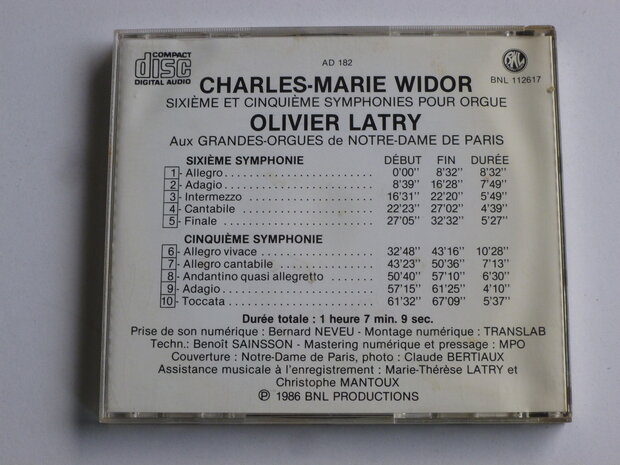 COMPACT
disc
DIGITAL AUDIO
AD 182
BNL
BNL 112617
CHARLES-MARIE WIDOR
SIXIÈME ET CINQUIÈME SYMPHONIES POUR ORGUE
OLIVIER LATRY
Aux GRANDES-ORGUES de NOTRE-DAME DE PARIS
SIXIÈME SYMPHONIE DÉBUT FIN DURÉE
1 - Allegro 0'00'' 8'32'' 8'32''
2 - Adagio 8'39'' 16'28'' 7'49''
3 - Intermezzo 16'31'' 22'20'' 5'49''
4 - Cantabile 22'23'' 27'02'' 4'39''
5 - Finale 27'05'' 32'32'' 5'27''
CINQUIÈME SYMPHONIE
6 - Allegro vivace 32'48'' 43'16'' 10'28''
7 - Allegro cantabile 43'23'' 50'36'' 7'13''
8 - Andantino quasi allegretto 50'40'' 57'10'' 6'30''
9 - Adagio 57'15'' 61'25'' 4'10''
10 - Toccata 61'32'' 67'09'' 5'37''
Durée totale : 1 heure 7 min. 9 sec.
Prise de son numérique : Bernard NEVEU - Montage numérique : TRANSLAB
Techn.: Benoît SAINSSON - Mastering numérique et pressage : MPO
Couverture : Notre-Dame de Paris, photo : Claude BERTIAUX
Assistance musicale à l'enregistrement : Marie-Thérèse LATRY et
Christophe MANTOUX
℗ 1986 BNL PRODUCTIONS